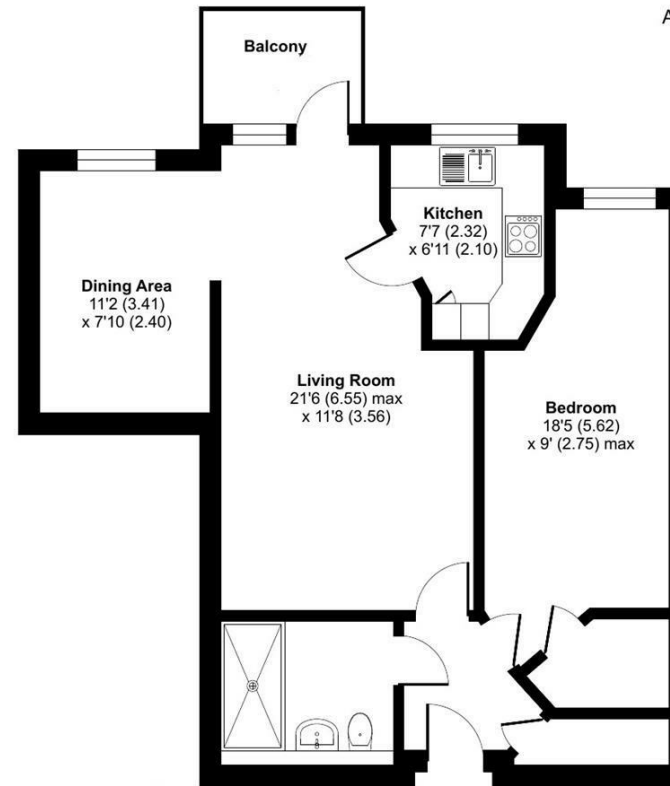 A
Balcony
Kitchen
7'7 (2.32)
x 6'11 (2.10)
Dining Area
11'2 (3.41)
x 7'10 (2.40)
Living Room
21'6 (6.55) max
x 11'8 (3.56)
Bedroom
18'5 (5.62)
x 9' (2.75) max